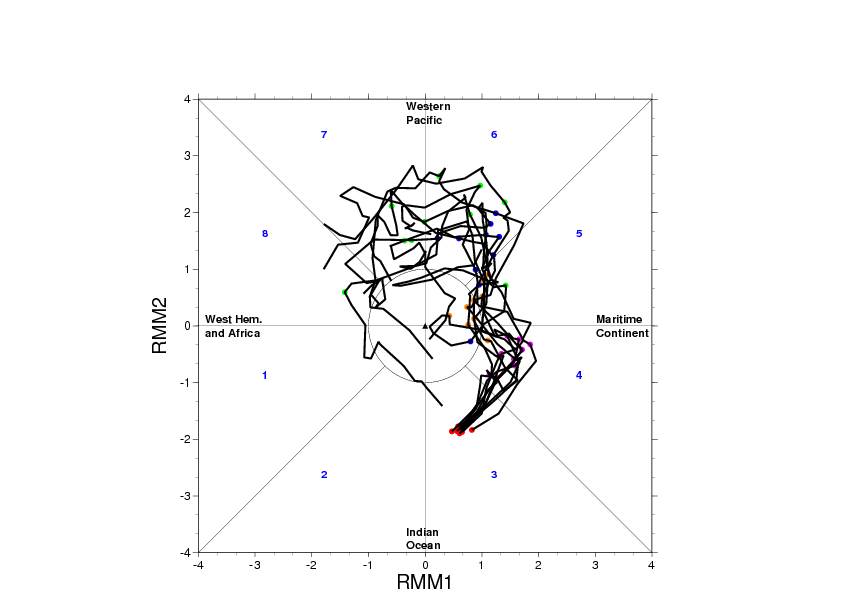 4
Western
Pacific
7
6
3
2
8
5
1
RMM2
0
West Hem.
and Africa
Maritime
Continent
1
4
-1
-2
2
3
-3
Indian
Ocean
-4
-4
-3
-2
-1
0
1
2
3
4
RMM1